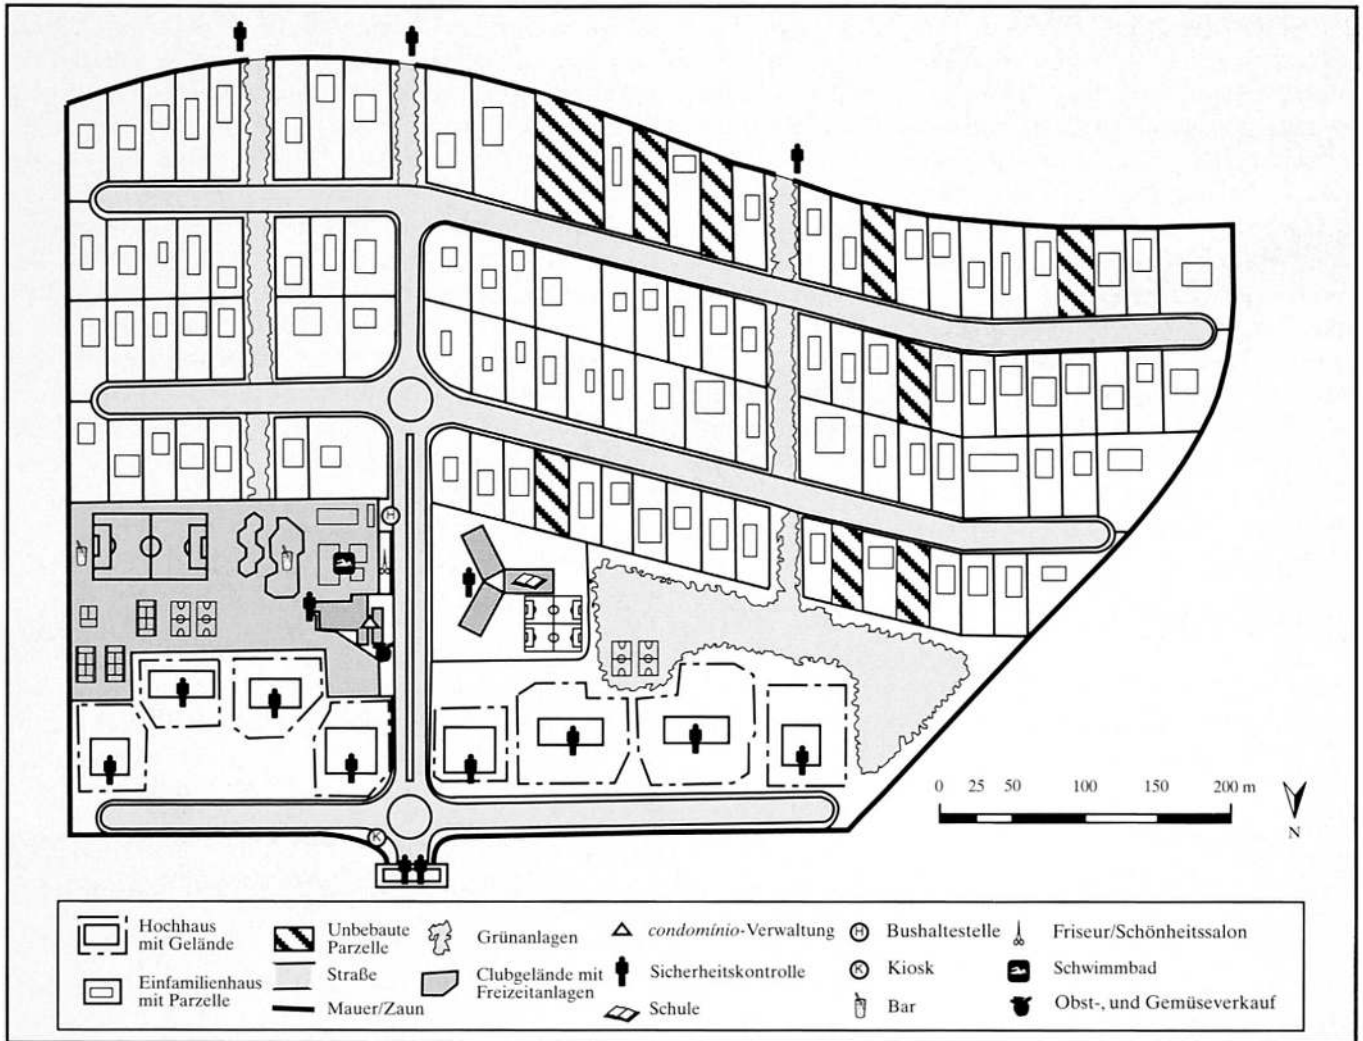 H
K
0 25 50 100 150 200 m
N
Hochhaus
mit Gelände
Einfamilienhaus
mit Parzelle
Unbebaute
Parzelle
Straße
Mauer/Zaun
Grünanlagen
Clubgelände mit
Freizeitanlagen
condomínio-Verwaltung
Sicherheitskontrolle
Schule
H Bushaltestelle
K Kiosk
Bar
Friseur/Schönheitssalon
Schwimmbad
Obst-, und Gemüseverkauf